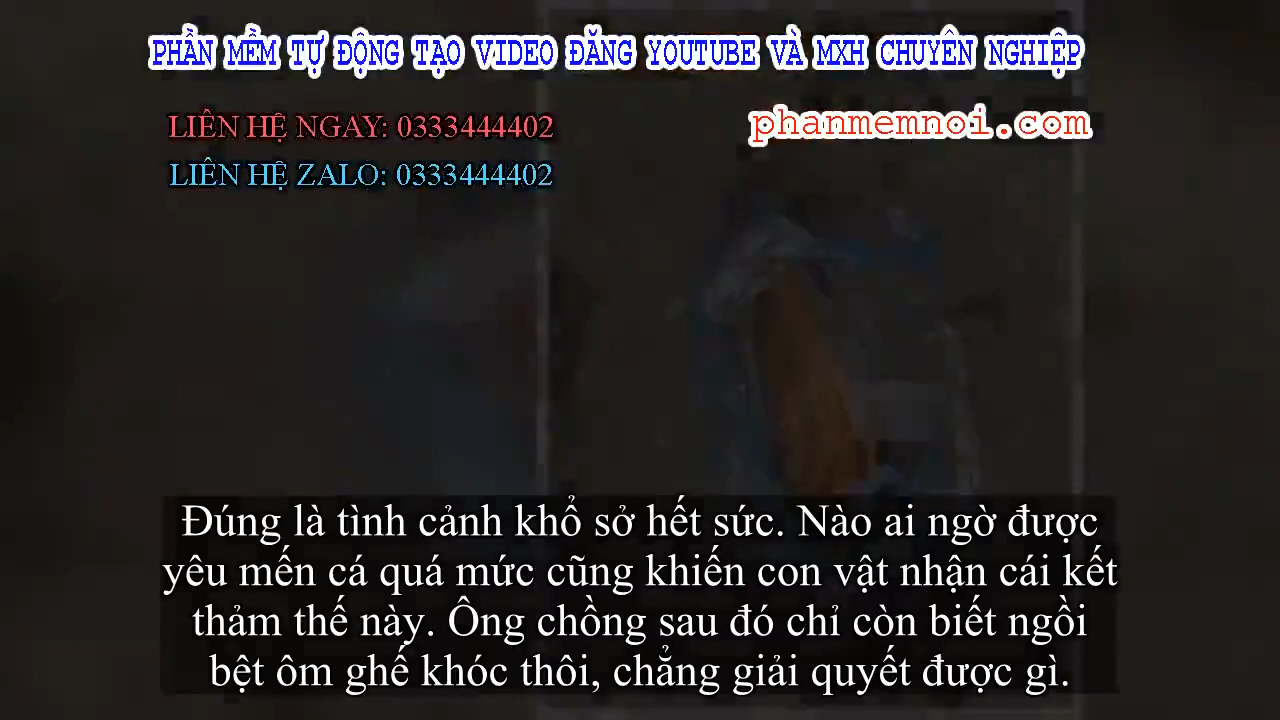 PHẦN MỀM TỰ ĐỘNG TẠO VIDEO ĐĂNG YOUTUBE VÀ MXH CHUYÊN NGHIỆP
LIÊN HỆ NGAY: 0333444402
phanmemnoi.com
LIÊN HỆ ZALO: 0333444402
Đúng là tình cảnh khổ sở hết sức. Nào ai ngờ được
yêu mến cá quá mức cũng khiến con vật nhận cái kết
thảm thế này. Ông chồng sau đó chỉ còn biết ngồi
bệt ôm ghế khóc thôi, chẳng giải quyết được gì.